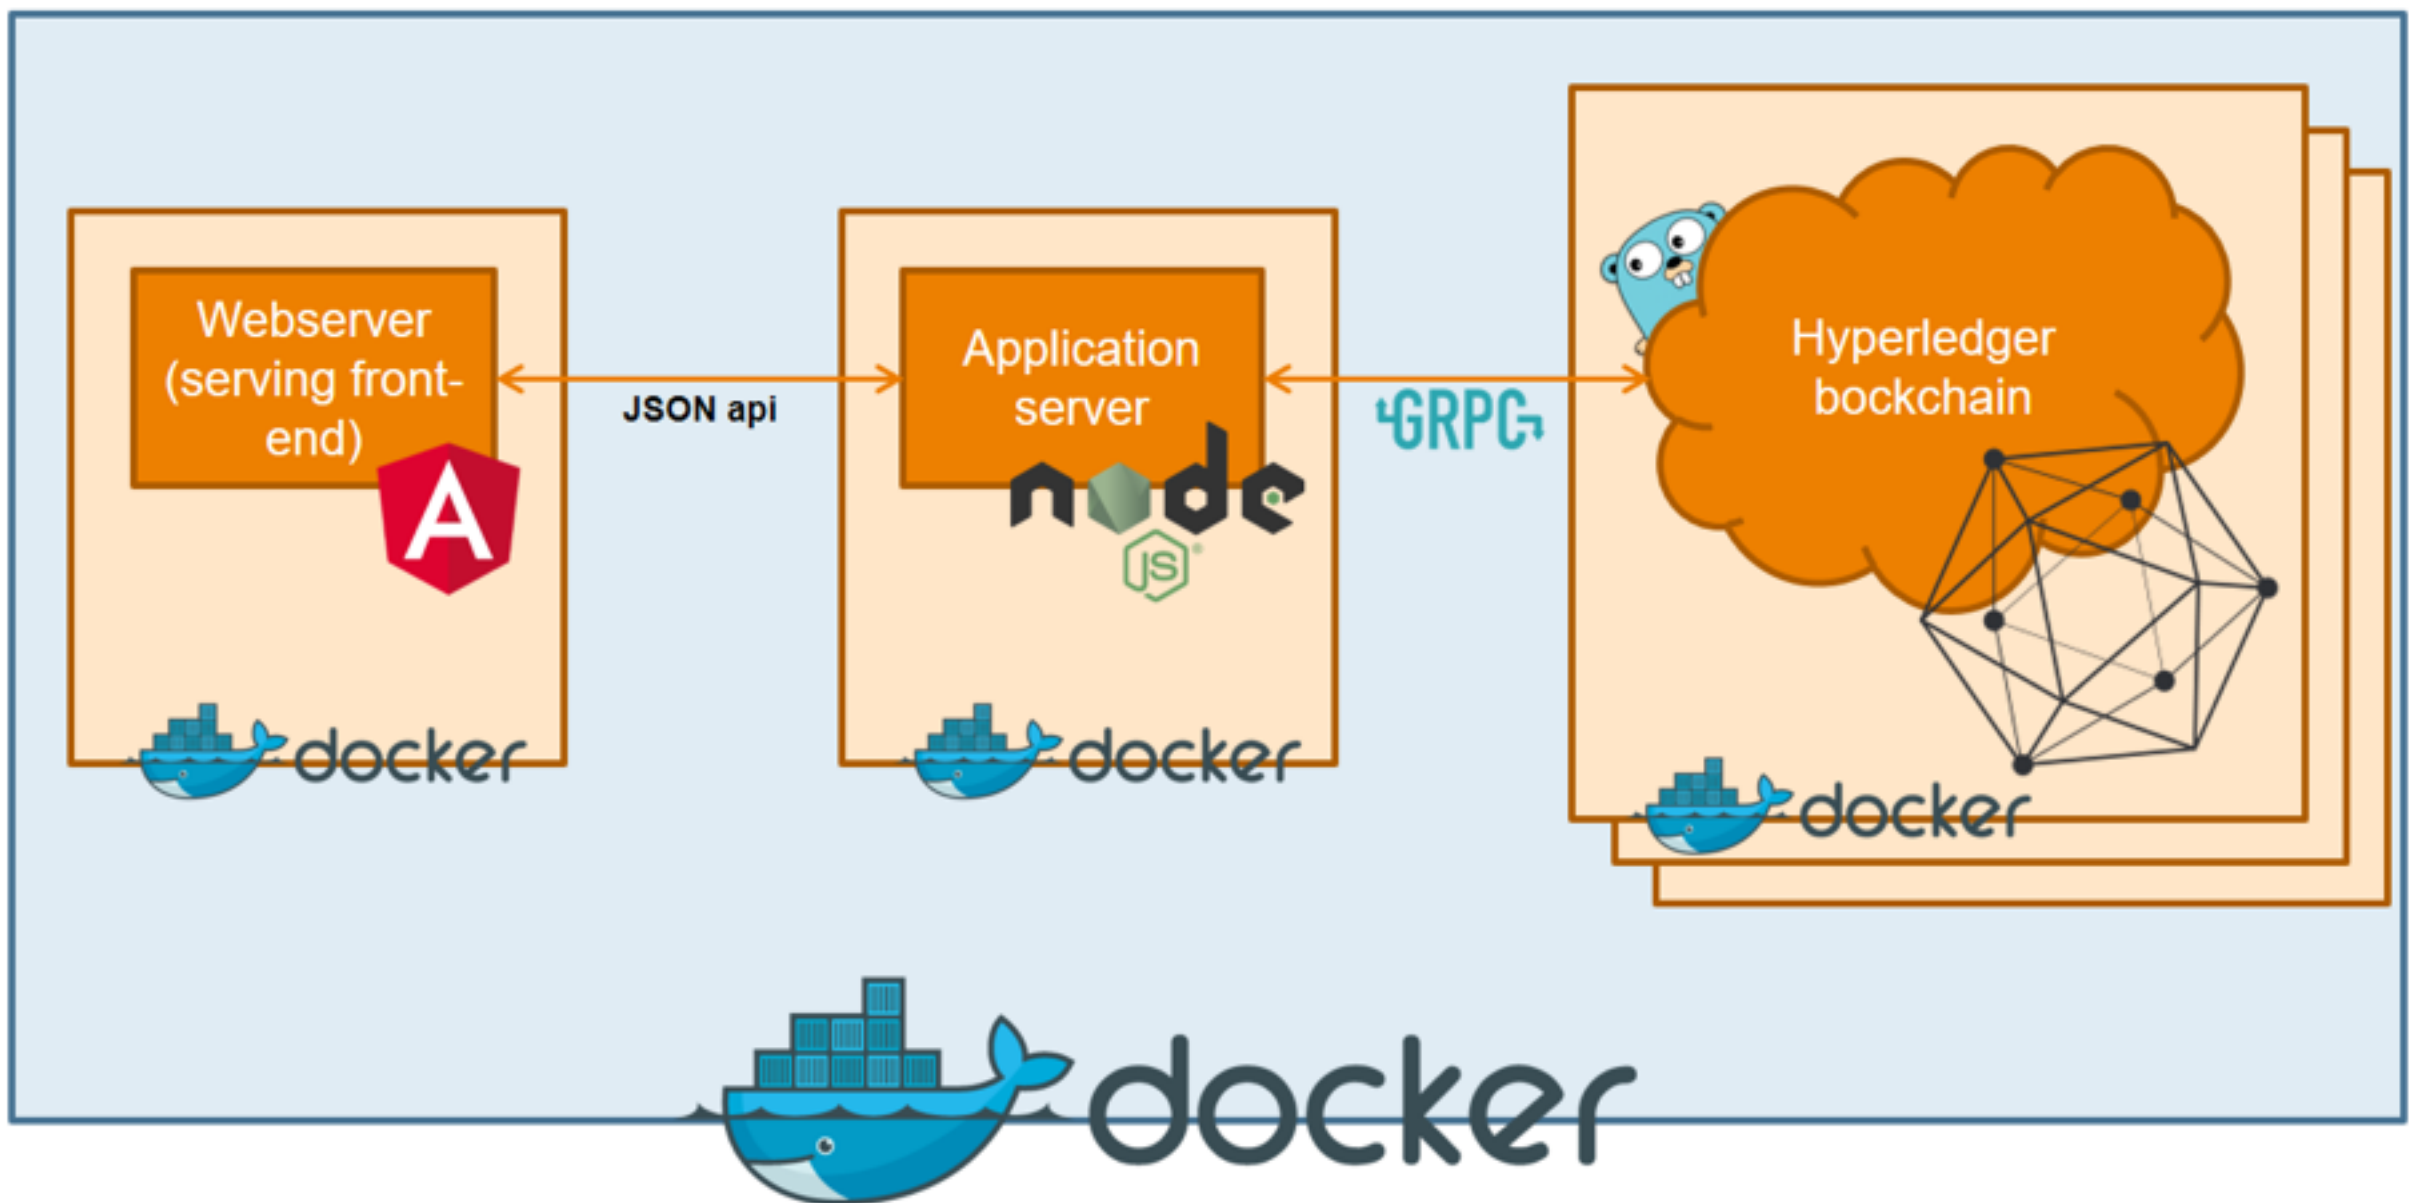 Webserver
(serving front-
end)
A
docker
JSON api
Application
server
node
JS
docker
GRPC
Hyperledger
bockchain
docker
docker